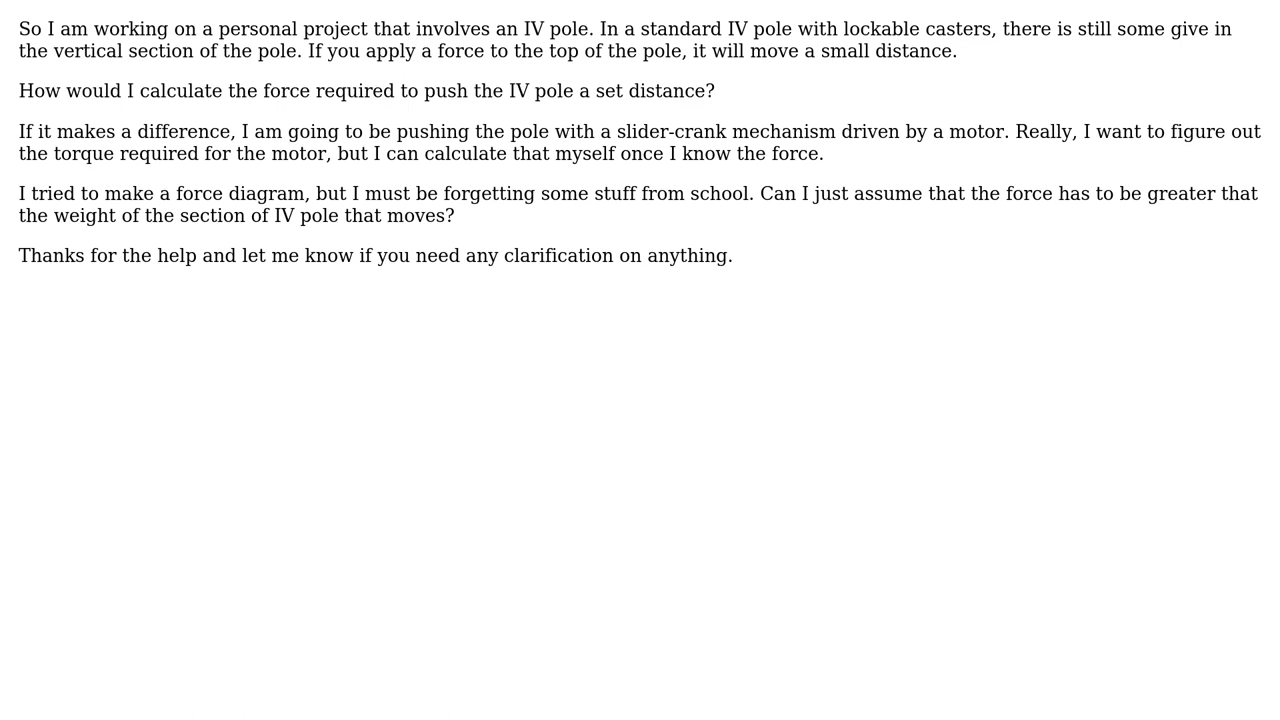 So I am working on a personal project that involves an IV pole. In a standard IV pole with lockable casters, there is still some give in
the vertical section of the pole. If you apply a force to the top of the pole, it will move a small distance.
How would I calculate the force required to push the IV pole a set distance?
If it makes a difference, I am going to be pushing the pole with a slider-crank mechanism driven by a motor. Really, I want to figure out
the torque required for the motor, but I can calculate that myself once I know the force.
I tried to make a force diagram, but I must be forgetting some stuff from school. Can I just assume that the force has to be greater that
the weight of the section of IV pole that moves?
Thanks for the help and let me know if you need any clarification on anything.